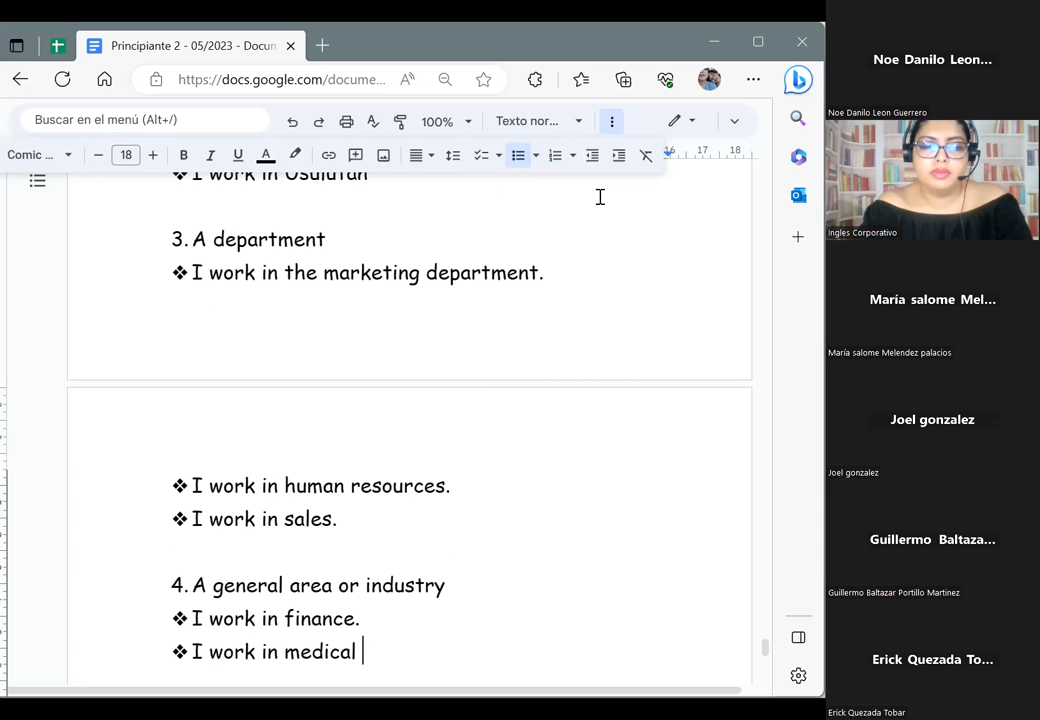 Principiante 2 - 05/2023 - Docum
https://docs.google.com/docume...
Buscar en el menú (Alt+/)
100%
Texto nor...
Comic ...
18
16 17 18
I work in Usulután
3. A department
❖ I work in the marketing department.
❖ I work in human resources.
❖ I work in sales.
4. A general area or industry
❖ I work in finance.
❖ I work in medical
Noe Danilo Leon...
Noe Danilo Leon Guerrero
Ingles Corporativo
María salome Mel...
María salome Melendez palacios
Joel gonzalez
Joel gonzalez
Guillermo Baltaza...
Guillermo Baltazar Portillo Martinez
Erick Quezada To...
Erick Quezada Tobar